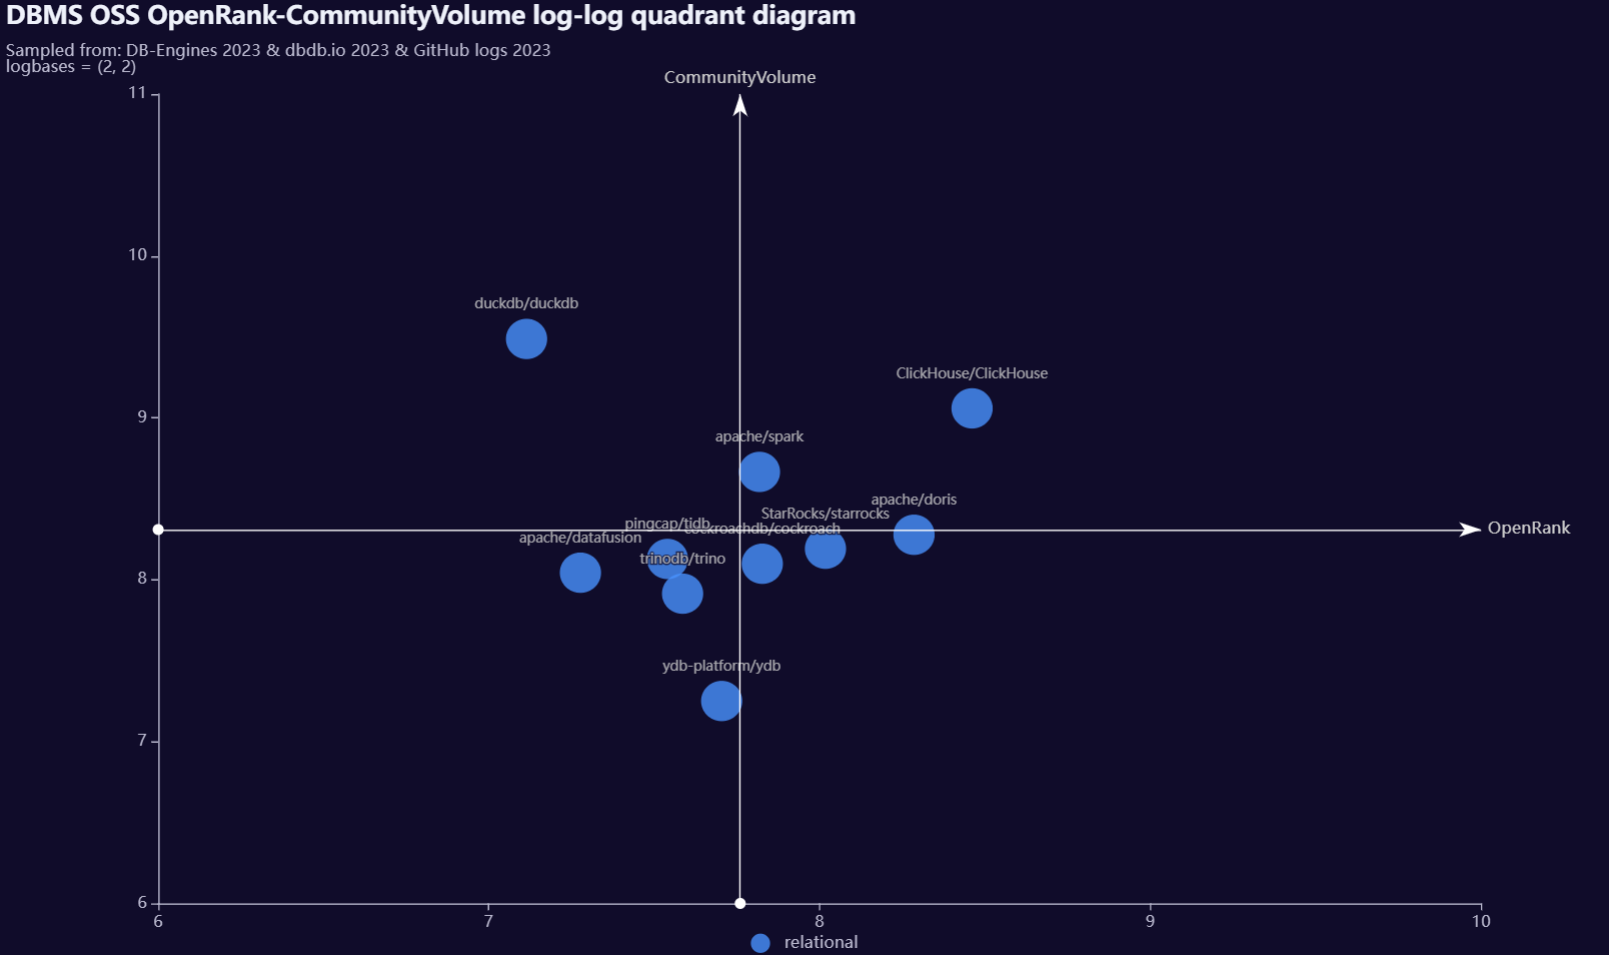 DBMS OSS OpenRank-CommunityVolume log-log quadrant diagram
Sampled from: DB-Engines 2023 & dbdb.io 2023 & GitHub logs 2023
logbases = (2, 2)
CommunityVolume
11
10
duckdb/duckdb
ClickHouse/ClickHouse
9
apache/spark
apache/doris
StarRocks/starrocks
pingcap/tidb
cockroachdb/cockroach
OpenRank
apache/datafusion
trinodb/trino
8
ydb-platform/ydb
7
6
6 7 8 9 10
relational